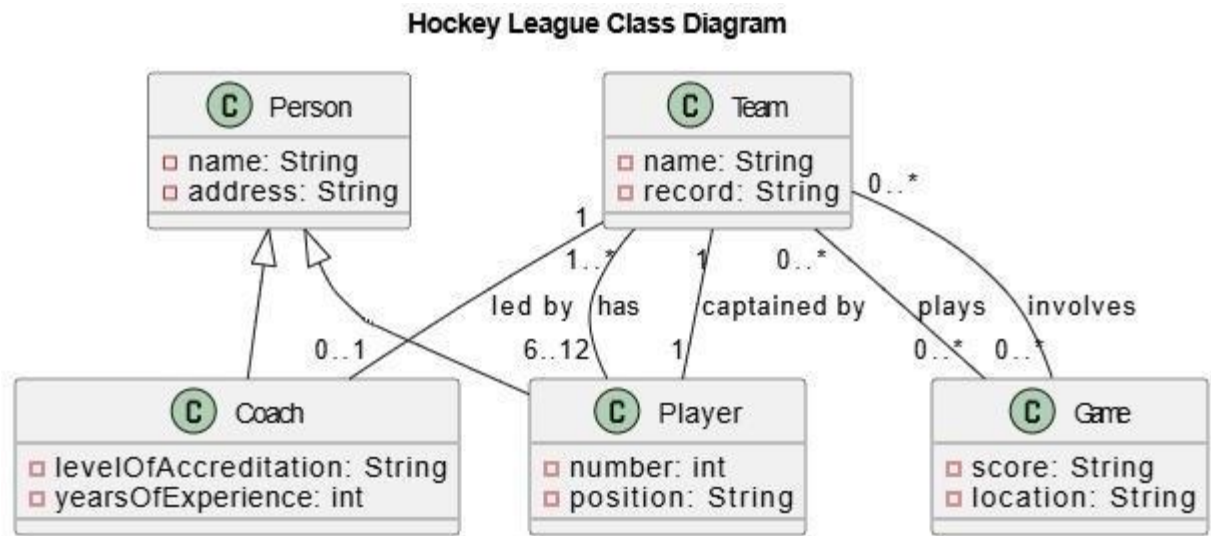 Hockey League Class Diagram
C Person
name: String
address: String
C Team
name: String
record: String
0..*
1
1..*
1
0..*
led by
has
captained by
plays
involves
0..1
6..12
1
0..*
0..*
C Coach
levelOfAccreditation: String
yearsOfExperience: int
C Player
number: int
position: String
C Game
score: String
location: String